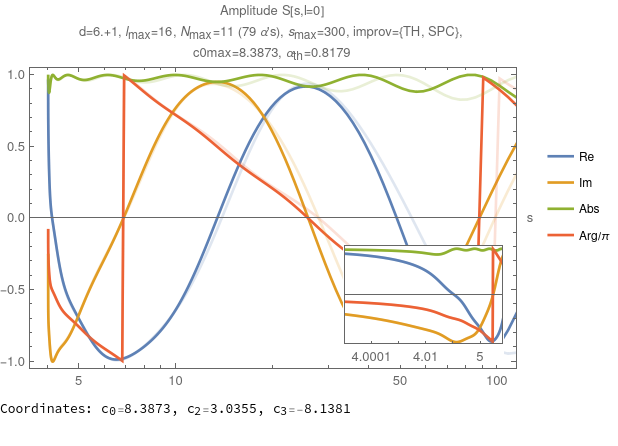 Amplitude S[s,l=0]
d=6.+1, lmax=16, Nmax=11 (79 α's), smax=300, improv={TH, SPC},
c0max=8.3873, αth=0.8179
1.0
0.5
0.0
-0.5
-1.0
5
10
50
100
s
4.0001
4.01
5
Re
Im
Abs
Arg/π
Coordinates: c0=8.3873, c2=3.0355, c3=-8.1381